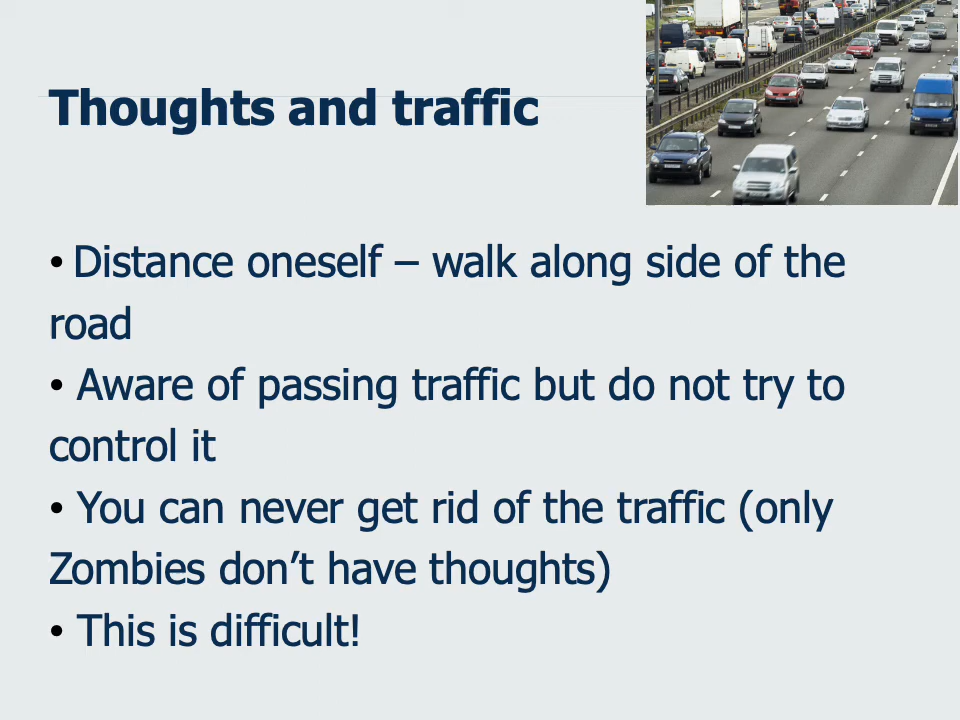 Thoughts and traffic
• Distance oneself – walk along side of the
road
• Aware of passing traffic but do not try to
control it
• You can never get rid of the traffic (only
Zombies don’t have thoughts)
• This is difficult!